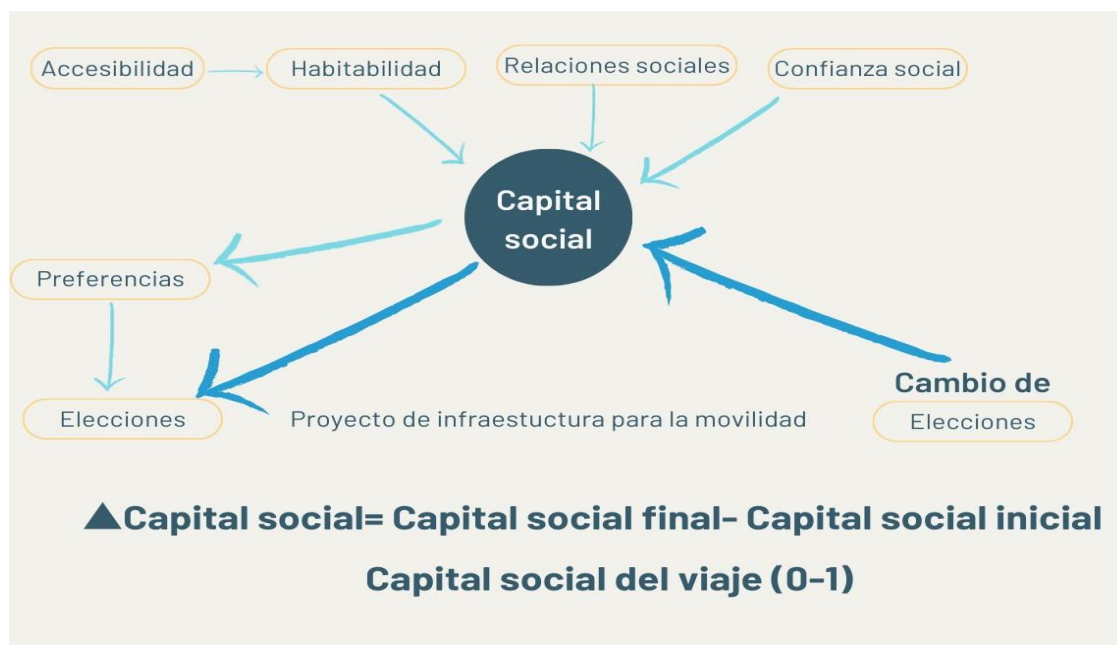 Accesibilidad
Habitabilidad
Relaciones sociales
Confianza social
Capital
social
Preferencias
Elecciones
Proyecto de infraestuctura para la movilidad
Cambio de
Elecciones
▲Capital social= Capital social final- Capital social inicial
Capital social del viaje (0-1)